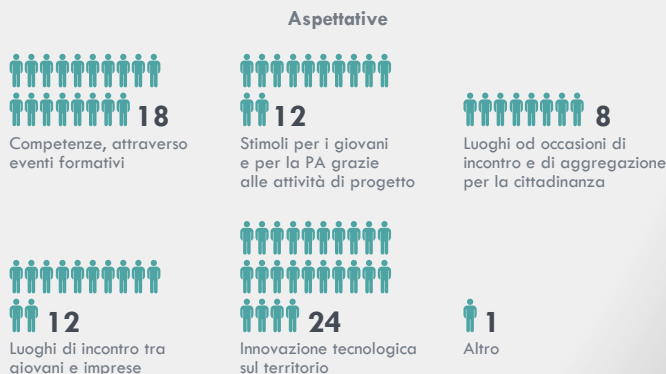 Aspettative
18
Competenze, attraverso
eventi formativi
12
Stimoli per i giovani
e per la PA grazie
alle attività di progetto
8
Luoghi od occasioni di
incontro e di aggregazione
per la cittadinanza
12
Luoghi di incontro tra
giovani e imprese
24
Innovazione tecnologica
sul territorio
1
Altro